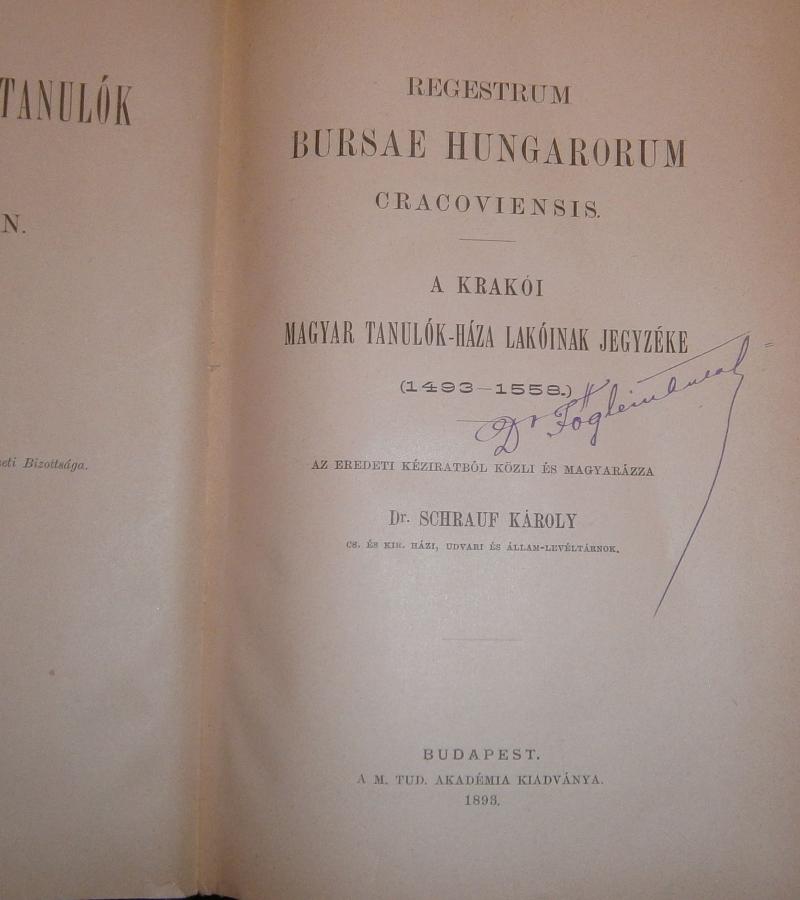 TANULÓK
N.
eti Bizottsága.
REGESTRUM
BURSAE HUNGARORUM
CRACOVIENSIS.
A KRAKÓI
MAGYAR TANULÓK-HÁZA LAKÓINAK JEGYZÉKE
(1493—1558.)
Dr
AZ EREDETI KÉZIRATBÓL KÖZLI ÉS MAGYARÁZZA
Dr. SCHRAUF KÁROLY
CS. ÉS KIR. HÁZI, UDVARI ÉS ÁLLAM-LEVÉLTÁRNOK.
BUDAPEST.
A M. TUD. AKADÉMIA KIADVÁNYA.
1893.